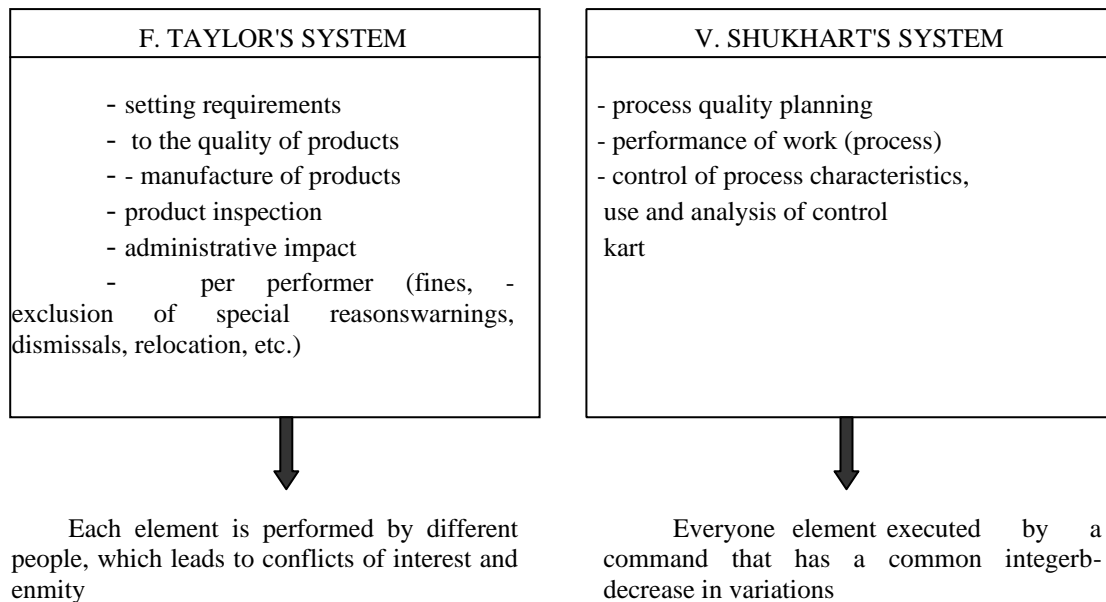 F. TAYLOR'S SYSTEM
- setting requirements
- to the quality of products
- - manufacture of products
- product inspection
- administrative impact
- per performer (fines, -
exclusion of special reasonswarnings,
dismissals, relocation, etc.)
Each element is performed by different
people, which leads to conflicts of interest and
enmity
V. SHUKHART'S SYSTEM
- process quality planning
- performance of work (process)
- control of process characteristics,
use and analysis of control
kart
Everyone element executed by a
command that has a common integerb-
decrease in variations